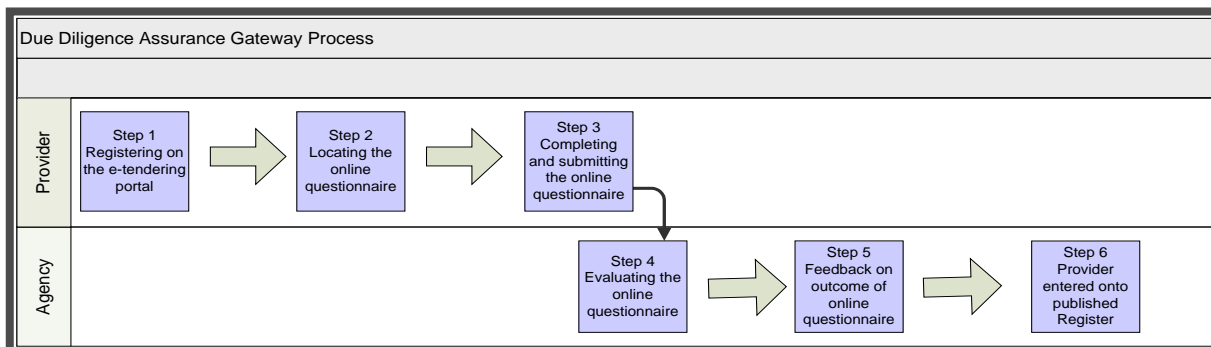 Due Diligence Assurance Gateway Process
Provider
Step 1
Registering on
the e-tendering
portal
Step 2
Locating the
online
questionnaire
Step 3
Completing
and submitting
the online
questionnaire
Agency
Step 4
Evaluating the
online
questionnaire
Step 5
Feedback on
outcome of
online
questionnaire
Step 6
Provider
entered onto
published
Register